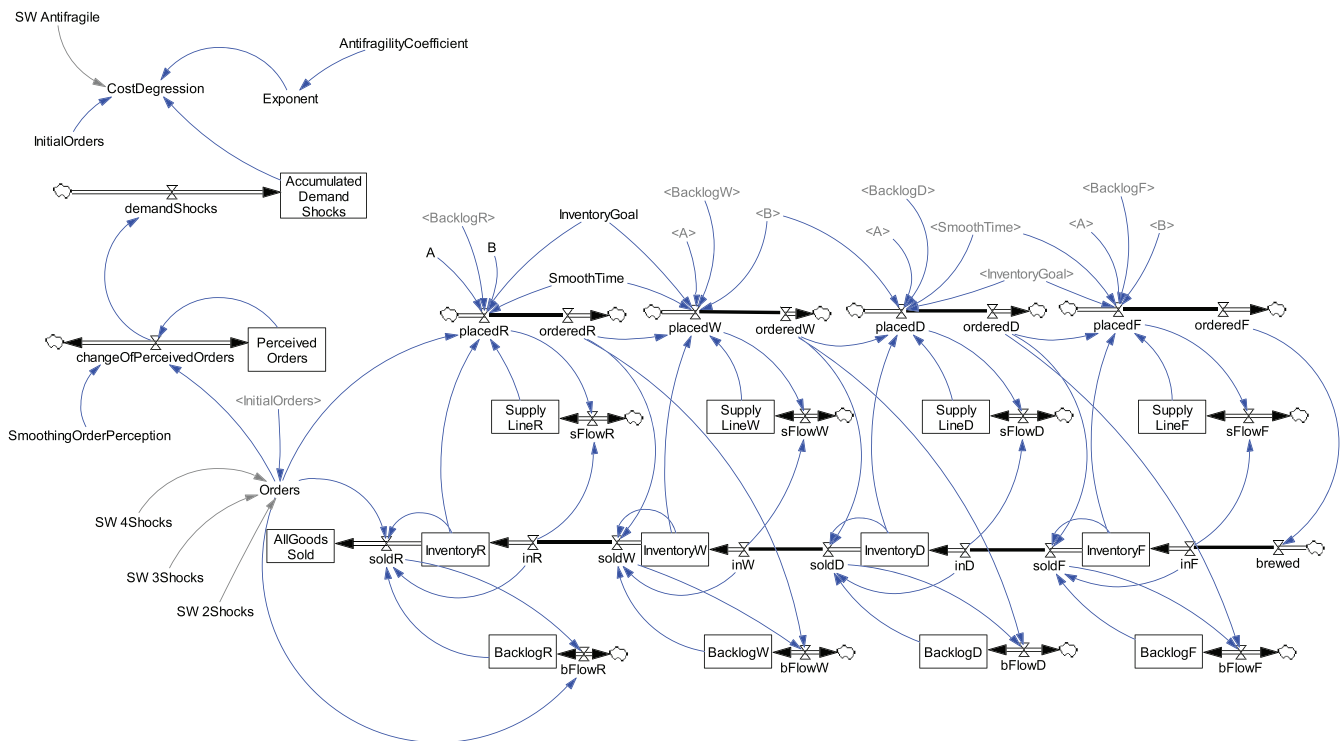 SW Antifragile
AntifragilityCoefficient
CostDegression
Exponent
InitialOrders
Accumulated
Demand
Shocks
demandShocks
<BacklogR>
InventoryGoal
<BacklogW>
<B>
<BacklogD>
<BacklogF>
A
B
<A>
<A>
<SmoothTime>
<A>
<B>
SmoothTime
<InventoryGoal>
placedR
orderedR
placedW
orderedW
placedD
orderedD
placedF
orderedF
changeOfPerceivedOrders
Perceived
Orders
<InitialOrders>
SmoothingOrderPerception
Supply
LineR
sFlowR
Supply
LineW
sFlowW
Supply
LineD
sFlowD
Supply
LineF
sFlowF
Orders
SW 4Shocks
SW 3Shocks
SW 2Shocks
AllGoods
Sold
soldR
InventoryR
inR
soldW
InventoryW
inW
soldD
InventoryD
inD
soldF
InventoryF
inF
brewed
BacklogR
bFlowR
BacklogW
bFlowW
BacklogD
bFlowD
BacklogF
bFlowF